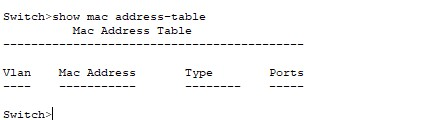 Switch>show mac address-table
          Mac Address Table
-------------------------------------------

Vlan    Mac Address       Type        Ports
----    -----------       --------    -----

Switch>